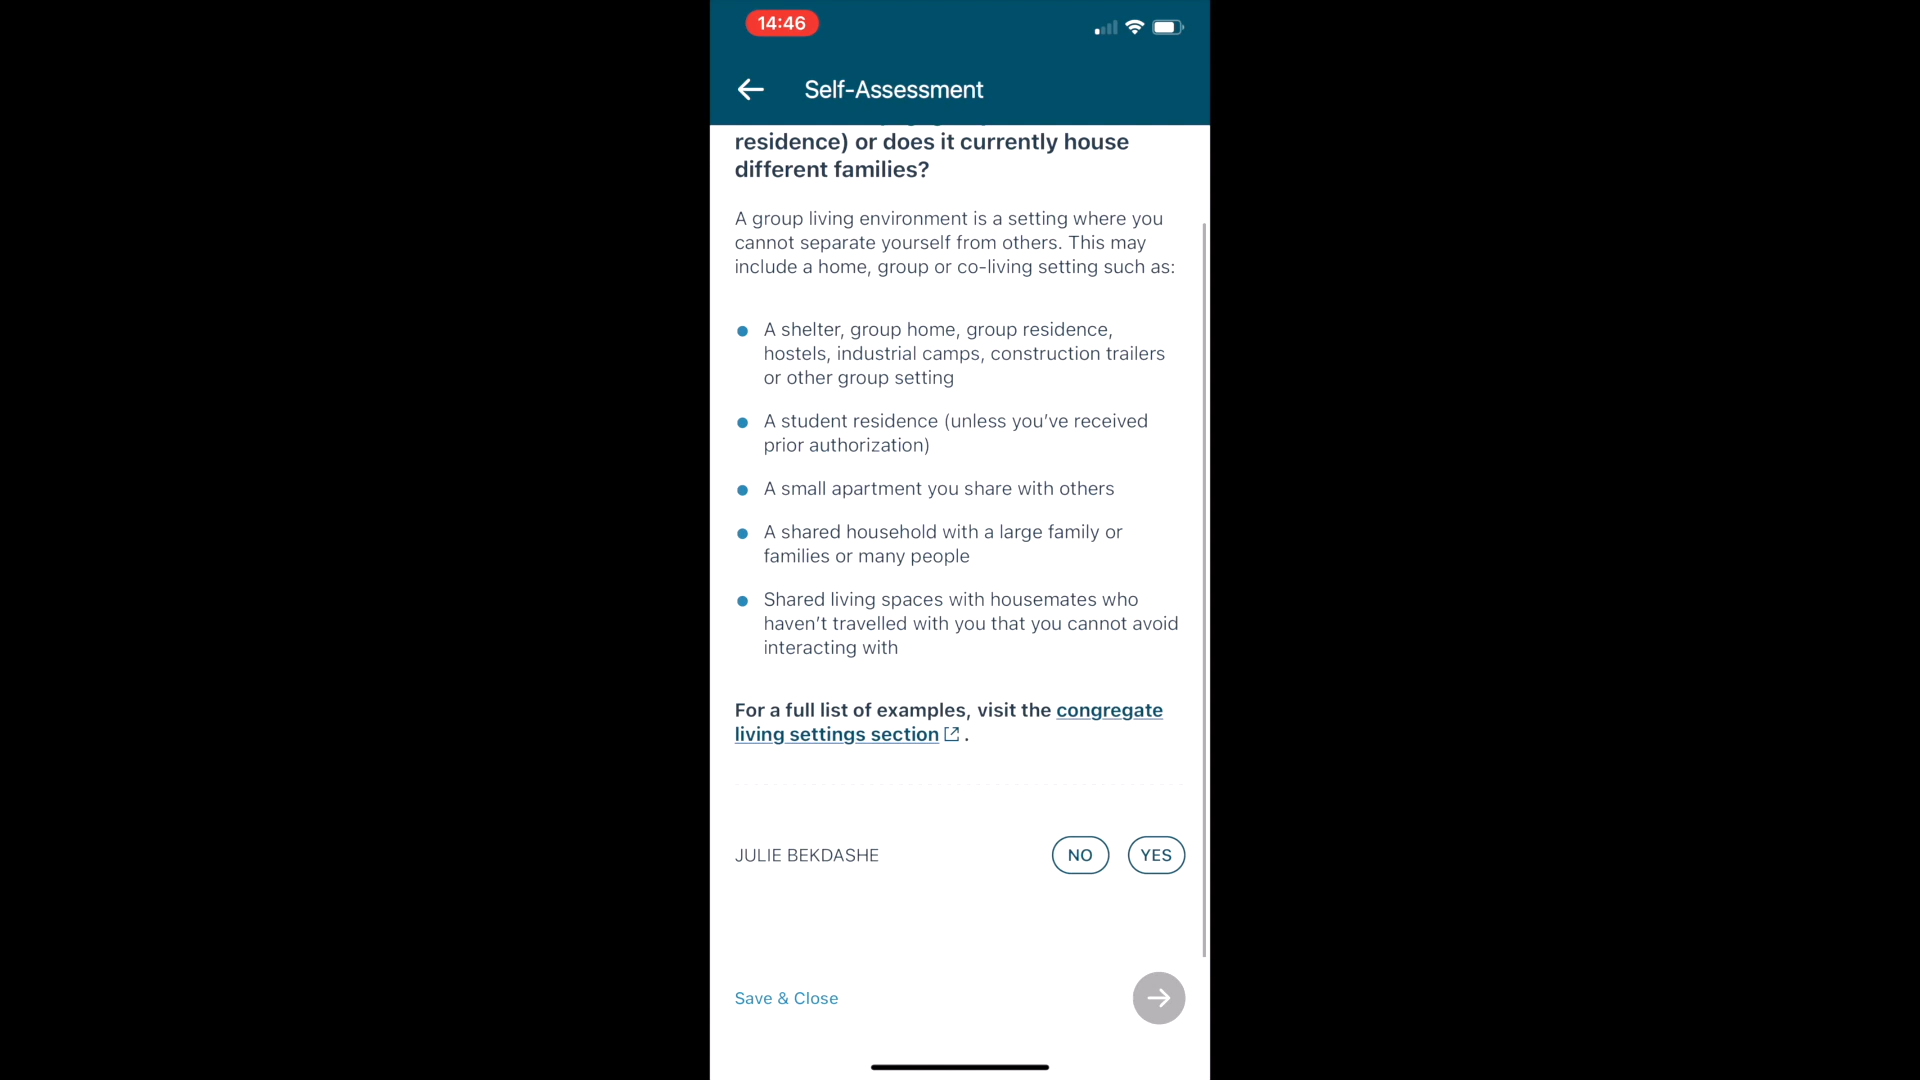 14:46
Self-Assessment
residence) or does it currently house
different families?
A group living environment is a setting where you
cannot separate yourself from others. This may
include a home, group or co-living setting such as:
A shelter, group home, group residence,
hostels, industrial camps, construction trailers
or other group setting
A student residence (unless you’ve received
prior authorization)
A small apartment you share with others
A shared household with a large family or
families or many people
Shared living spaces with housemates who
haven’t travelled with you that you cannot avoid
interacting with
For a full list of examples, visit the congregate
living settings section .
JULIE BEKDASHE NO YES
Save & Close